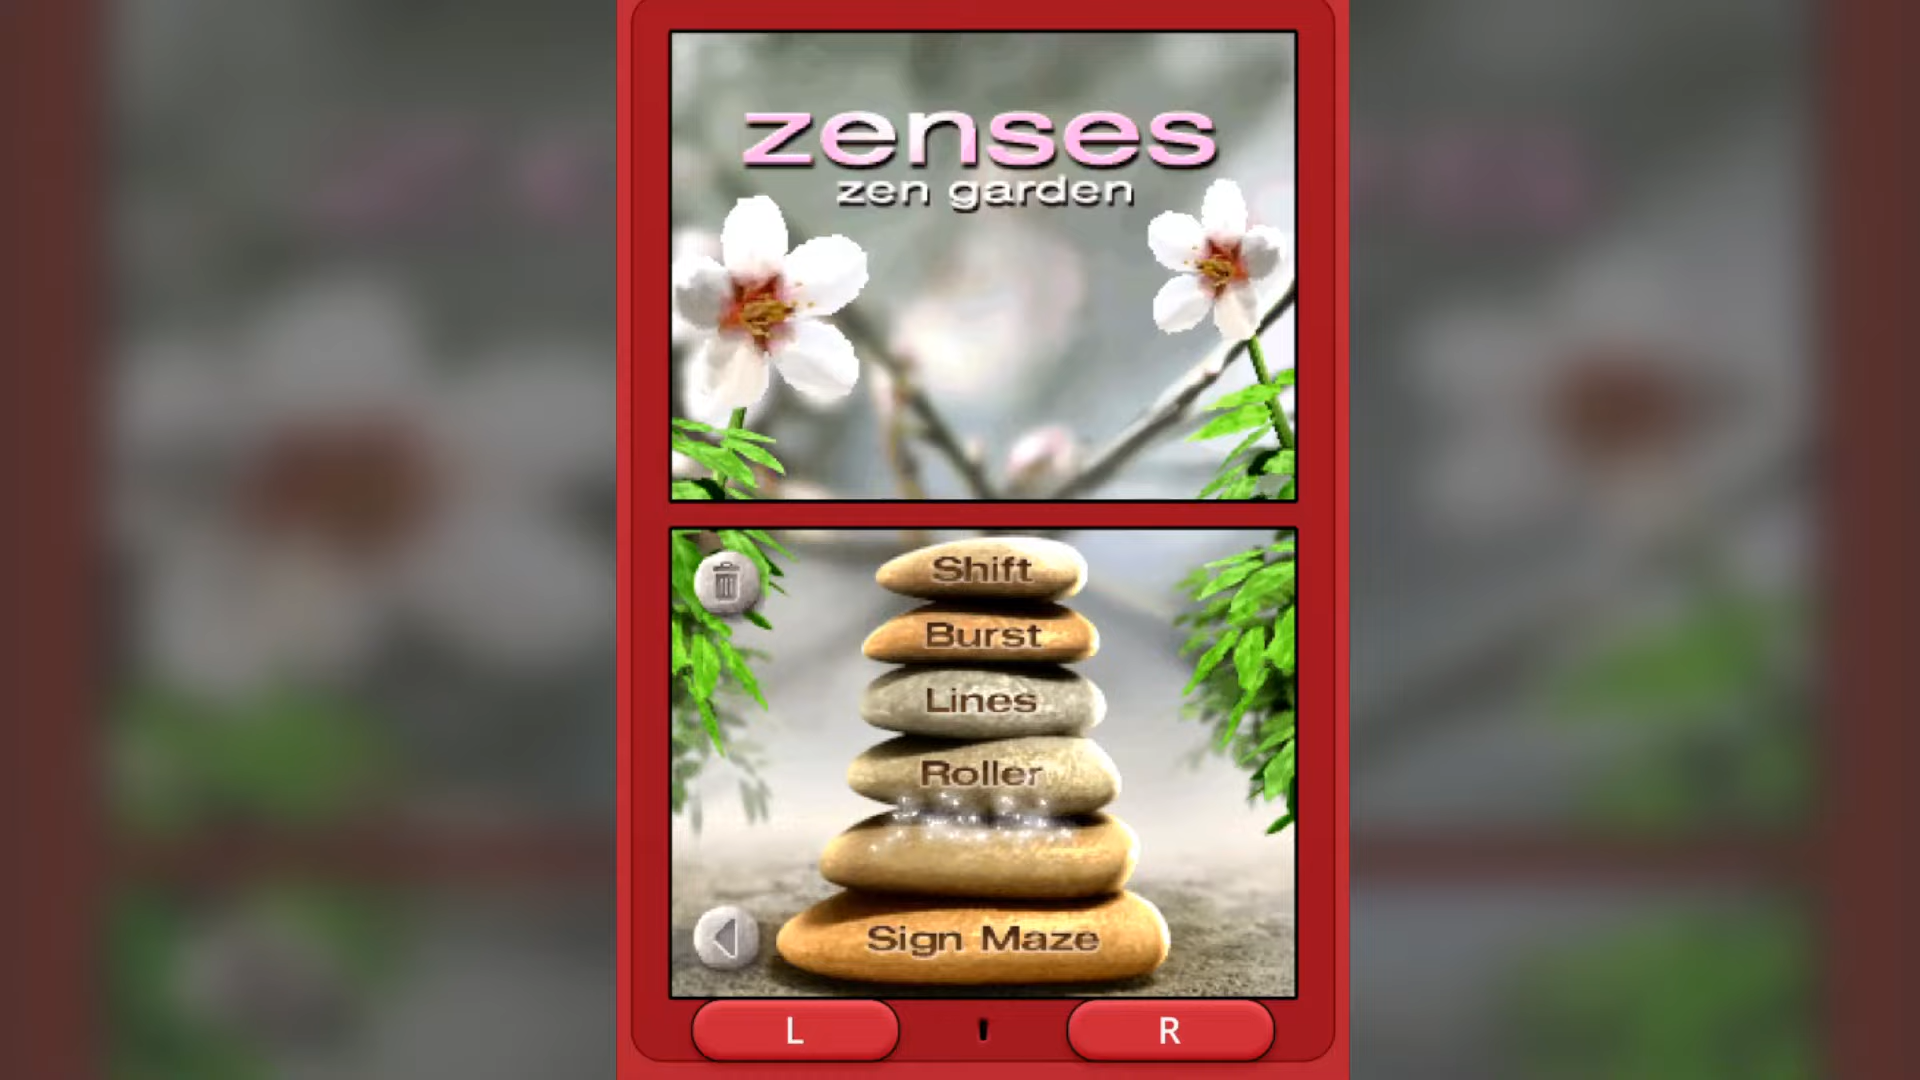 zenses
zen garden
Shift
Burst
Lines
Roller
Sign Maze
L
R